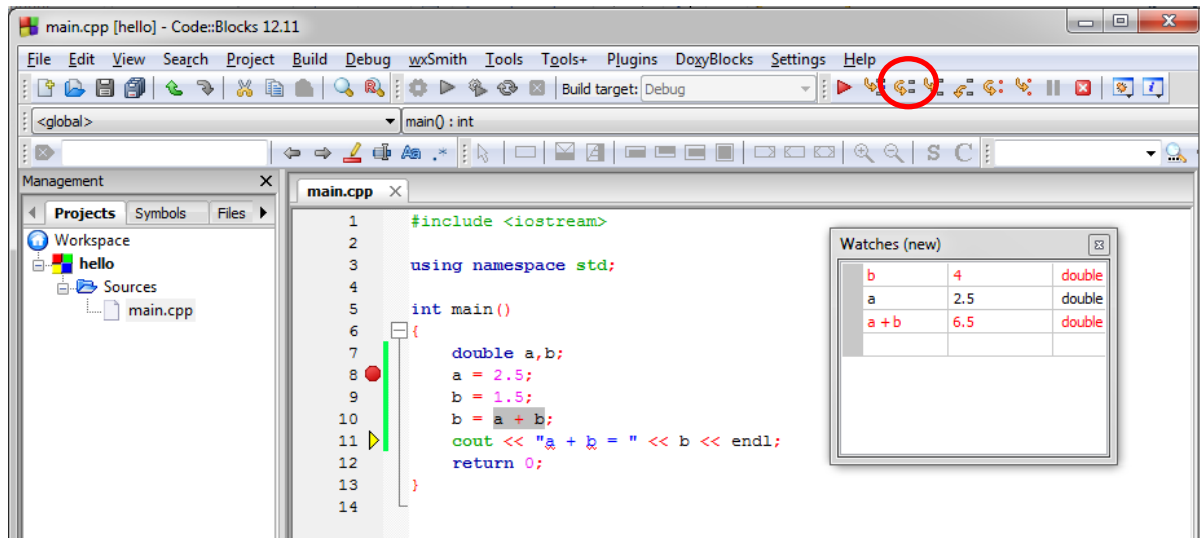 main.cpp [hello] - Code::Blocks 12.11
File Edit View Search Project Build Debug wxSmith Tools Tools+ Plugins DoxyBlocks Settings Help
Build target: Debug
<global> main() : int
Aa .* S C
Management
Projects Symbols Files
Workspace
hello
Sources
main.cpp
main.cpp
1 #include <iostream>
2
3 using namespace std;
4
5 int main()
6 {
7 double a,b;
8 a = 2.5;
9 b = 1.5;
10 b = a + b;
11 cout << "a + b = " << b << endl;
12 return 0;
13 }
14
Watches (new)
b 4 double
a 2.5 double
a + b 6.5 double